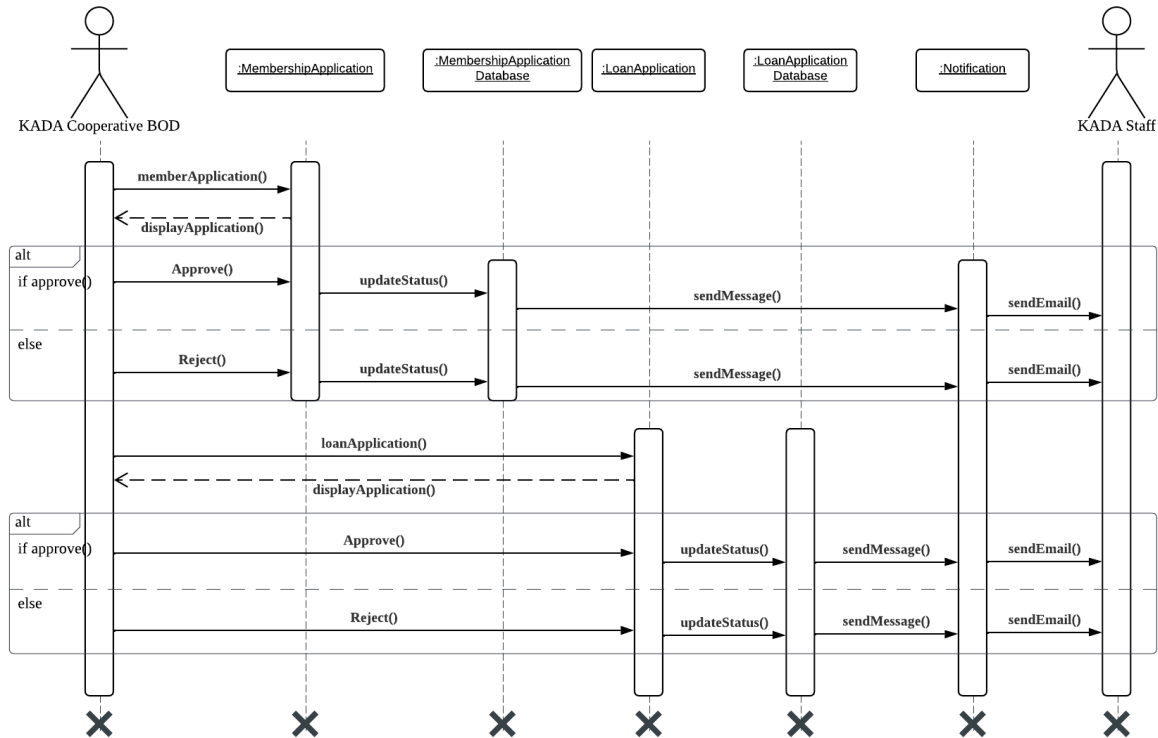 :MembershipApplication
:MembershipApplication
Database
:LoanApplication
:LoanApplication
Database
:Notification
KADA Cooperative BOD
KADA Staff
memberApplication()
displayApplication()
alt
if approve()
Approve()
updateStatus()
sendMessage()
sendEmail()
else
Reject()
updateStatus()
sendMessage()
sendEmail()
loanApplication()
displayApplication()
alt
if approve()
Approve()
updateStatus()
sendMessage()
sendEmail()
else
Reject()
updateStatus()
sendMessage()
sendEmail()